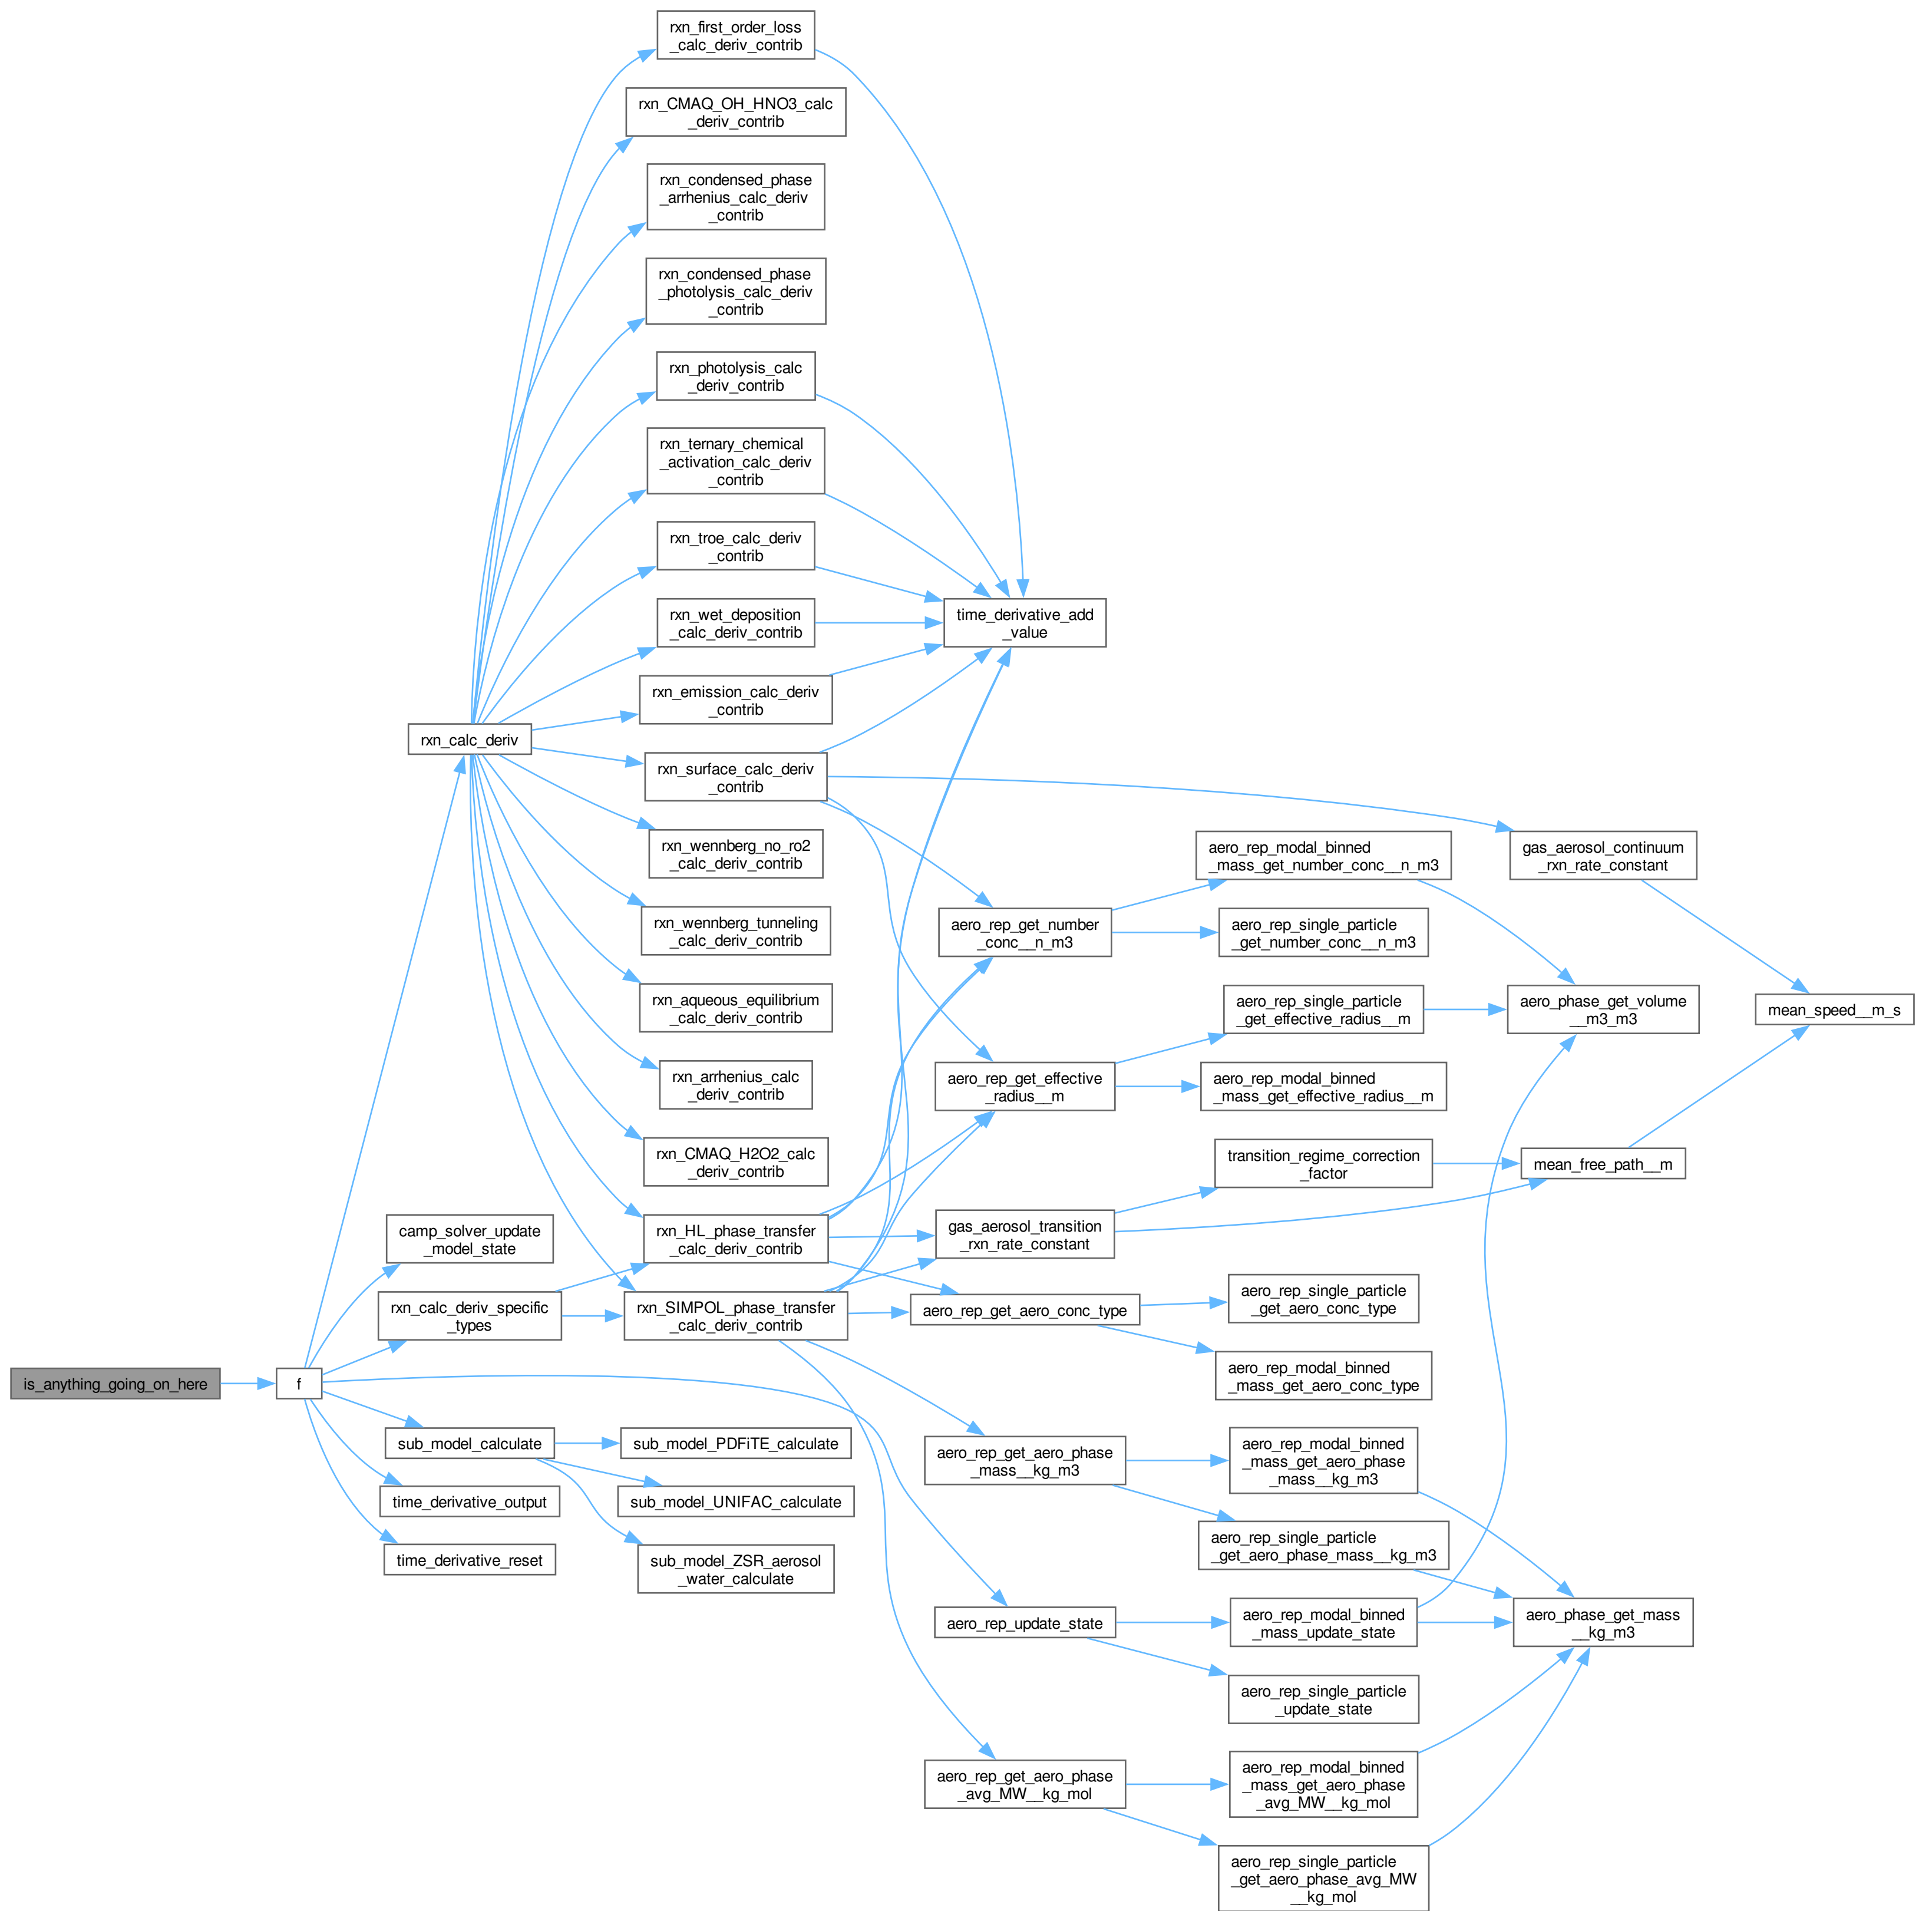 rxn_first_order_loss
_calc_deriv_contrib
rxn_CMAQ_OH_HNO3_calc
_deriv_contrib
rxn_condensed_phase
_arrhenius_calc_deriv
_contrib
rxn_condensed_phase
_photolysis_calc_deriv
_contrib
rxn_photolysis_calc
_deriv_contrib
rxn_ternary_chemical
_activation_calc_deriv
_contrib
rxn_troe_calc_deriv
_contrib
rxn_wet_deposition
_calc_deriv_contrib
time_derivative_add
_value
rxn_emission_calc_deriv
_contrib
rxn_calc_deriv
rxn_surface_calc_deriv
_contrib
rxn_wennberg_no_ro2
_calc_deriv_contrib
aero_rep_modal_binned
_mass_get_number_conc__n_m3
gas_aerosol_continuum
_rxn_rate_constant
rxn_wennberg_tunneling
_calc_deriv_contrib
aero_rep_get_number
_conc__n_m3
aero_rep_single_particle
_get_number_conc__n_m3
rxn_aqueous_equilibrium
_calc_deriv_contrib
aero_rep_single_particle
_get_effective_radius__m
aero_phase_get_volume
__m3_m3
mean_speed__m_s
rxn_arrhenius_calc
_deriv_contrib
aero_rep_get_effective
_radius__m
aero_rep_modal_binned
_mass_get_effective_radius__m
rxn_CMAQ_H2O2_calc
_deriv_contrib
transition_regime_correction
_factor
mean_free_path__m
camp_solver_update
_model_state
rxn_HL_phase_transfer
_calc_deriv_contrib
gas_aerosol_transition
_rxn_rate_constant
rxn_calc_deriv_specific
_types
rxn_SIMPOL_phase_transfer
_calc_deriv_contrib
aero_rep_get_aero_conc_type
aero_rep_single_particle
_get_aero_conc_type
is_anything_going_on_here
f
aero_rep_modal_binned
_mass_get_aero_conc_type
sub_model_calculate
sub_model_PDFiTE_calculate
aero_rep_get_aero_phase
_mass__kg_m3
aero_rep_modal_binned
_mass_get_aero_phase
_mass__kg_m3
time_derivative_output
sub_model_UNIFAC_calculate
time_derivative_reset
sub_model_ZSR_aerosol
_water_calculate
aero_rep_single_particle
_get_aero_phase_mass__kg_m3
aero_rep_update_state
aero_rep_modal_binned
_mass_update_state
aero_phase_get_mass
__kg_m3
aero_rep_single_particle
_update_state
aero_rep_get_aero_phase
_avg_MW__kg_mol
aero_rep_modal_binned
_mass_get_aero_phase
_avg_MW__kg_mol
aero_rep_single_particle
_get_aero_phase_avg_MW
__kg_mol